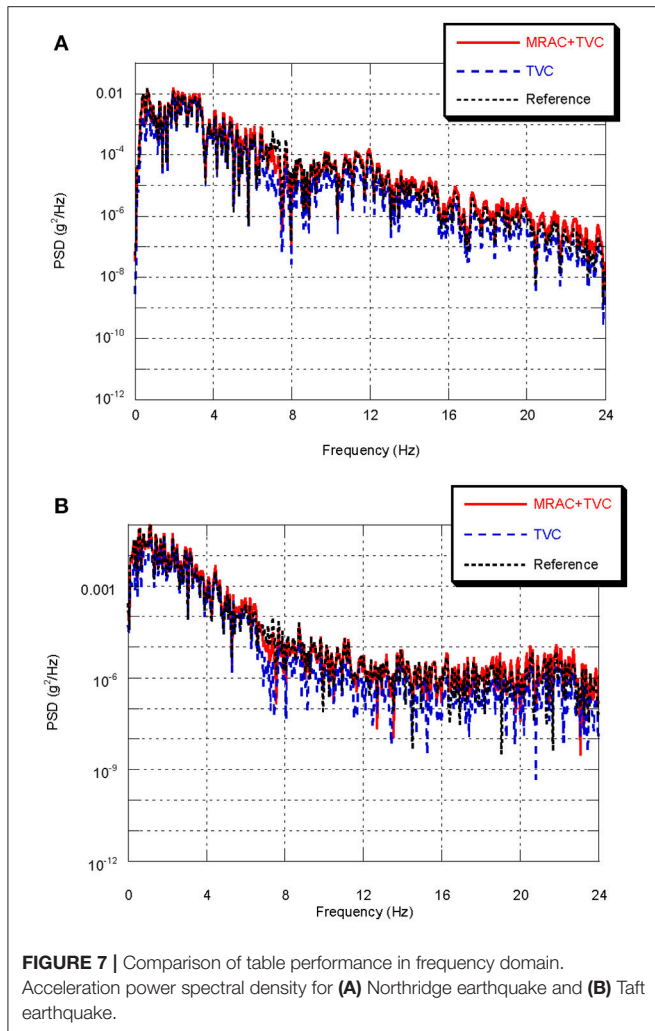 A
MRAC+TVC
TVC
Reference
0.01
10⁻⁴
10⁻⁶
10⁻⁸
10⁻¹⁰
10⁻¹²
PSD (g²/Hz)
0 4 8 12 16 20 24
Frequency (Hz)
B
MRAC+TVC
TVC
Reference
0.001
10⁻⁶
10⁻⁹
10⁻¹²
PSD (g²/Hz)
0 4 8 12 16 20 24
Frequency (Hz)
FIGURE 7 | Comparison of table performance in frequency domain.
Acceleration power spectral density for (A) Northridge earthquake and (B) Taft
earthquake.